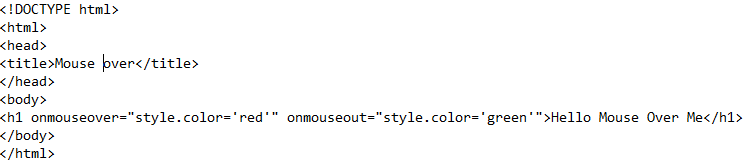 <!DOCTYPE html>
<html>
<head>
<title>Mouse over</title>
</head>
<body>
<h1 onmouseover="style.color='red'" onmouseout="style.color='green'">Hello Mouse Over Me</h1>
</body>
</html>